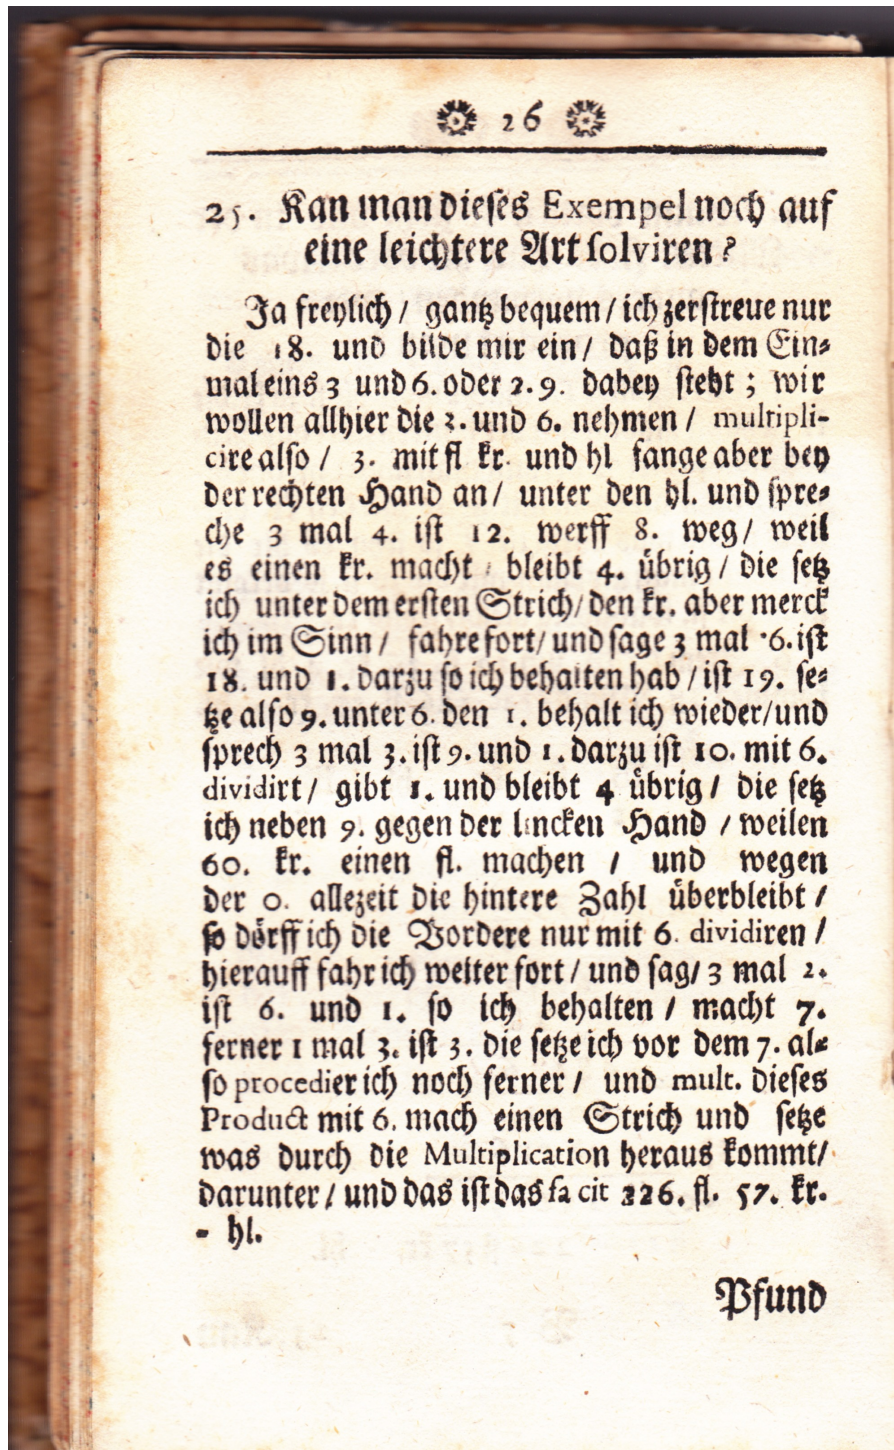 26
25. Kan man dieses Exempel noch auf
eine leichtere Art solviren?
Ja freylich / gantz bequem / ich zerstreue nur
die 18. und bilde mir ein / daß in dem Ein-
mal eins 3 und 6. oder 2. 9. dabey steht ; wir
wollen allhier die 3. und 6. nehmen / multipli-
cire also / 3. mit fl kr. und hl fange aber bey
der rechten Hand an / unter den hl. und spre-
che 3 mal 4. ist 12. werff 8. weg / weil
es einen kr. macht / bleibt 4. übrig / die setz
ich unter dem ersten Strich / den kr. aber merck
ich im Sinn / fahre fort / und sage 3 mal 6. ist
18. und 1. darzu so ich behalten hab / ist 19. se-
tze also 9. unter 6. den 1. behalt ich wieder / und
sprech 3 mal 3. ist 9. und 1. darzu ist 10. mit 6.
dividirt / gibt 1. und bleibt 4 übrig / die setz
ich neben 9. gegen der lincken Hand / weilen
60. kr. einen fl. machen / und wegen
der 0. allezeit die hintere Zahl überbleibt /
so dörff ich die Vordere nur mit 6. dividiren /
hierauff fahr ich weiter fort / und sag / 3 mal 2.
ist 6. und 1. so ich behalten / macht 7.
ferner 1 mal 3. ist 3. die setze ich vor dem 7. al-
so procedier ich noch ferner / und mult. dieses
Product mit 6. mach einen Strich und setze
was durch die Multiplication heraus kommt /
darunter / und das ist das facit 226. fl. 57. kr.
- hl.
Pfund